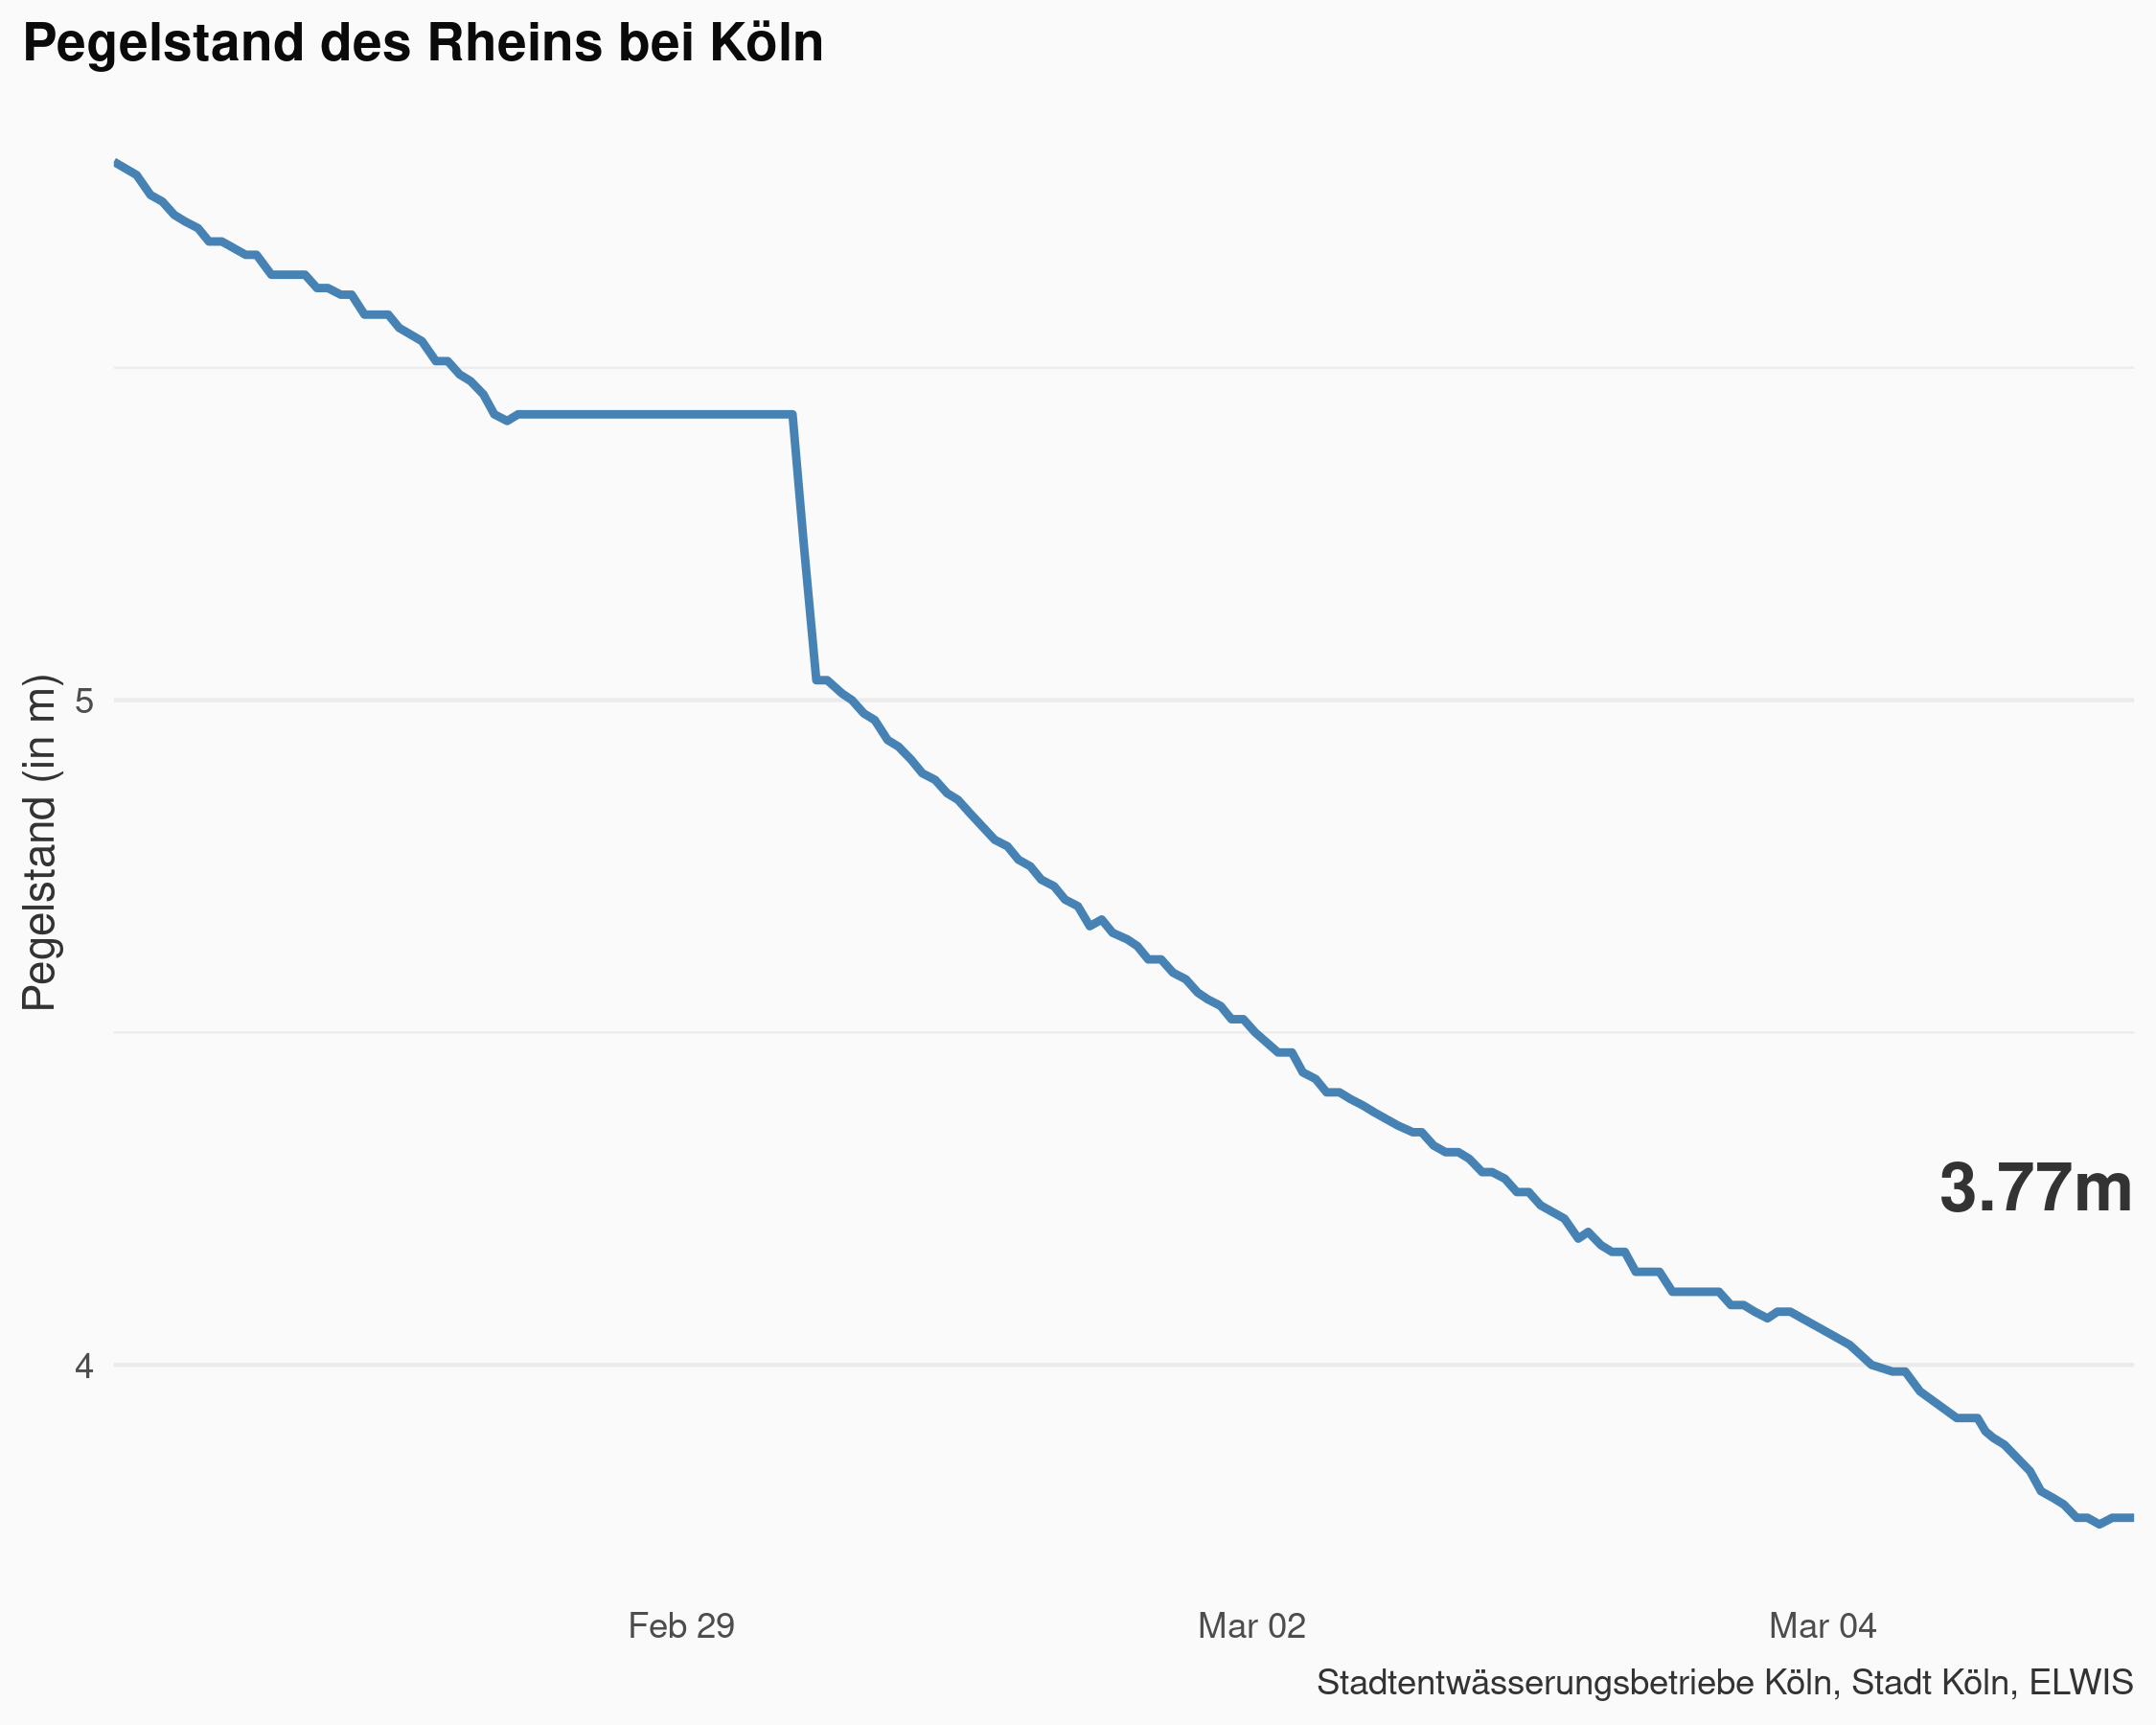 Pegelstand des Rheins bei Köln
Pegelstand (in m)
5
4
3.77m
Feb 29
Mar 02
Mar 04
Stadtentwässerungsbetriebe Köln, Stadt Köln, ELWIS